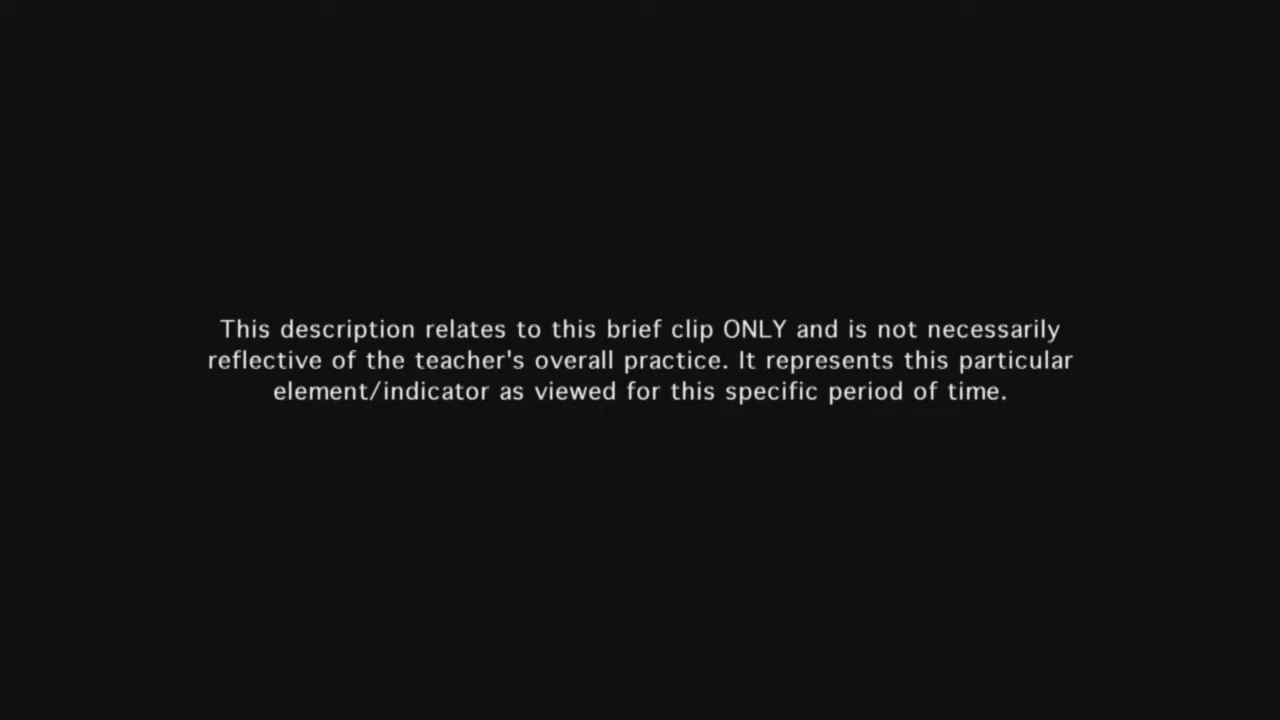 This description relates to this brief clip ONLY and is not necessarily
reflective of the teacher's overall practice. It represents this particular
element/indicator as viewed for this specific period of time.